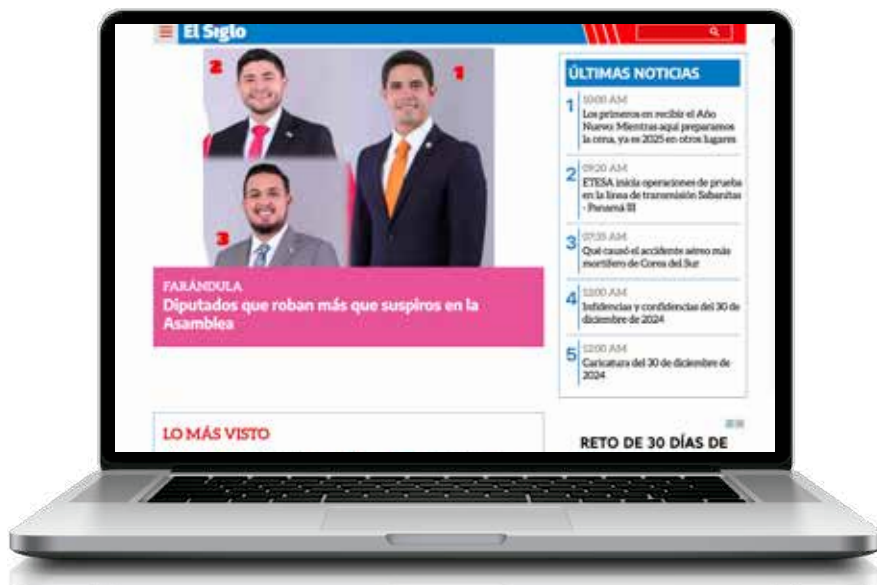 El Siglo
2
1
3
FARÁNDULA
Diputados que roban más que suspiros en la
Asamblea
LO MÁS VISTO
ÚLTIMAS NOTICIAS
1 10:00 AM
Los primeros en recibir el Año
Nuevo: Mientras aquí preparamos
la cena, ya es 2025 en otros lugares
2 09:20 AM
ETESA inicia operaciones de prueba
en la línea de transmisión Sabanitas
- Panamá III
3 07:35 AM
Qué causó el accidente aéreo más
mortífero de Corea del Sur
4 12:00 AM
Infidencias y confidencias del 30 de
diciembre de 2024
5 12:00 AM
Caricatura del 30 de diciembre de
2024
RETO DE 30 DÍAS DE